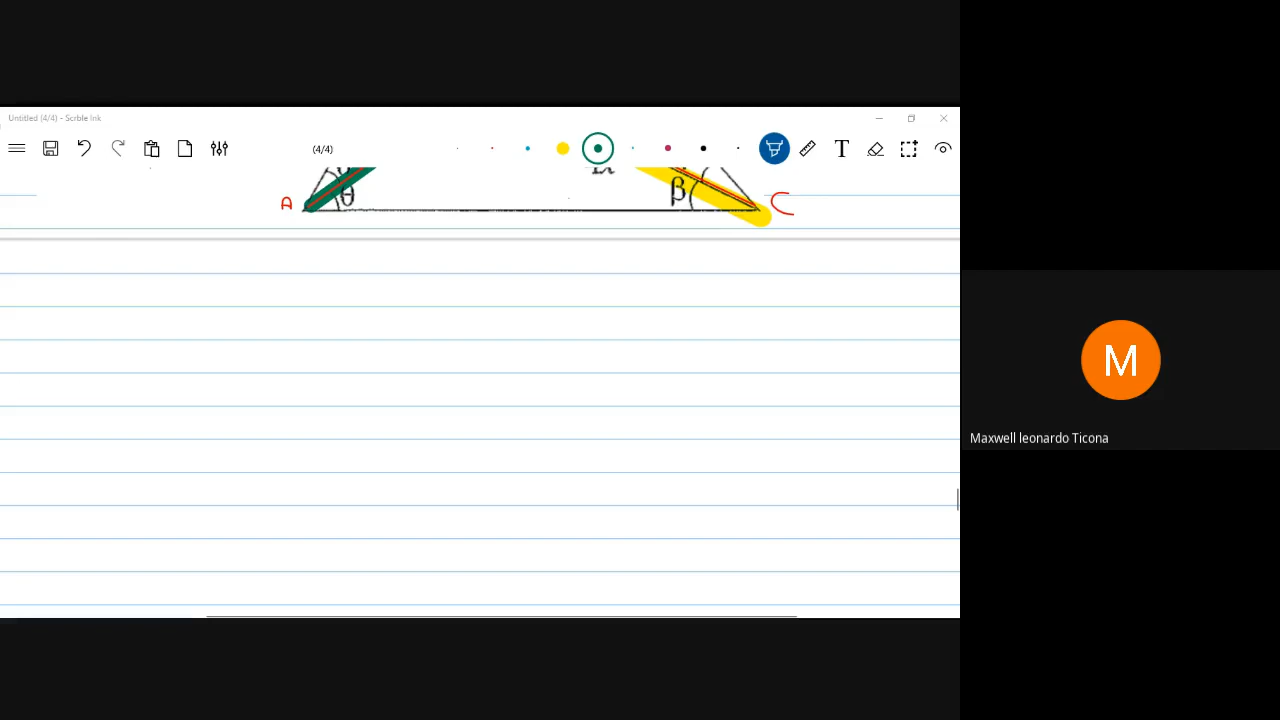 Untitled (4/4) - Scrble Ink
(4/4)
T
A θ β C
M
Maxwell leonardo Ticona